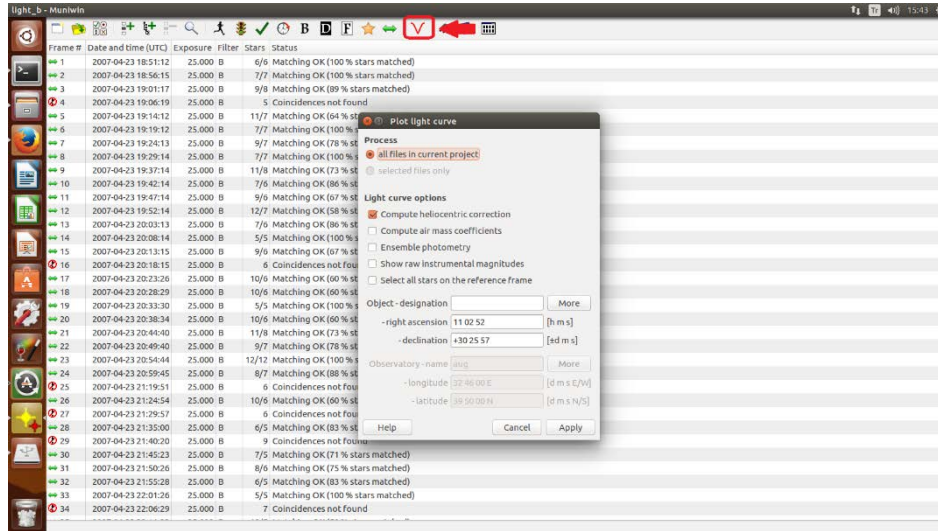 light_b - Muniwin
Tr 15:43
B D F V
Frame # Date and time (UTC) Exposure Filter Stars Status
1 2007-04-23 18:51:12 25.000 B 6/6 Matching OK (100 % stars matched)
2 2007-04-23 18:56:15 25.000 B 7/7 Matching OK (100 % stars matched)
3 2007-04-23 19:01:17 25.000 B 9/8 Matching OK (89 % stars matched)
4 2007-04-23 19:06:19 25.000 B 5 Coincidences not found
5 2007-04-23 19:14:12 25.000 B 11/7 Matching OK (64 % st
6 2007-04-23 19:19:12 25.000 B 7/7 Matching OK (100 % s
7 2007-04-23 19:24:13 25.000 B 9/7 Matching OK (78 % st
8 2007-04-23 19:29:14 25.000 B 7/7 Matching OK (100 % s
9 2007-04-23 19:37:14 25.000 B 11/8 Matching OK (73 % st
10 2007-04-23 19:42:14 25.000 B 7/6 Matching OK (86 % st
11 2007-04-23 19:47:14 25.000 B 9/6 Matching OK (67 % st
12 2007-04-23 19:52:14 25.000 B 12/7 Matching OK (58 % st
13 2007-04-23 20:03:13 25.000 B 7/6 Matching OK (86 % st
14 2007-04-23 20:08:14 25.000 B 5/5 Matching OK (100 % s
15 2007-04-23 20:13:15 25.000 B 9/6 Matching OK (67 % st
16 2007-04-23 20:18:15 25.000 B 6 Coincidences not fou
17 2007-04-23 20:23:26 25.000 B 10/6 Matching OK (60 % st
18 2007-04-23 20:28:29 25.000 B 10/6 Matching OK (60 % st
19 2007-04-23 20:33:30 25.000 B 5/5 Matching OK (100 % s
20 2007-04-23 20:38:34 25.000 B 10/6 Matching OK (60 % st
21 2007-04-23 20:44:40 25.000 B 11/8 Matching OK (73 % st
22 2007-04-23 20:49:40 25.000 B 9/7 Matching OK (78 % st
23 2007-04-23 20:54:44 25.000 B 12/12 Matching OK (100 % s
24 2007-04-23 20:59:45 25.000 B 8/7 Matching OK (88 % st
25 2007-04-23 21:19:51 25.000 B 6 Coincidences not fou
26 2007-04-23 21:24:54 25.000 B 10/6 Matching OK (60 % st
27 2007-04-23 21:29:57 25.000 B 6 Coincidences not fou
28 2007-04-23 21:35:00 25.000 B 6/5 Matching OK (83 % st
29 2007-04-23 21:40:20 25.000 B 9 Coincidences not found
30 2007-04-23 21:45:23 25.000 B 7/5 Matching OK (71 % stars matched)
31 2007-04-23 21:50:26 25.000 B 8/6 Matching OK (75 % stars matched)
32 2007-04-23 21:55:28 25.000 B 6/5 Matching OK (83 % stars matched)
33 2007-04-23 22:01:26 25.000 B 5/5 Matching OK (100 % stars matched)
34 2007-04-23 22:06:29 25.000 B 7 Coincidences not found
Plot light curve
Process
all files in current project
selected files only
Light curve options
Compute heliocentric correction
Compute air mass coefficients
Ensemble photometry
Show raw instrumental magnitudes
Select all stars on the reference frame
Object - designation More
- right ascension 11 02 52 [h m s]
- declination +30 25 57 [±d m s]
Observatory - name aug More
- longitude 32 46 00 E [d m s E/W]
- latitude 39 50 00 N [d m s N/S]
Help Cancel Apply